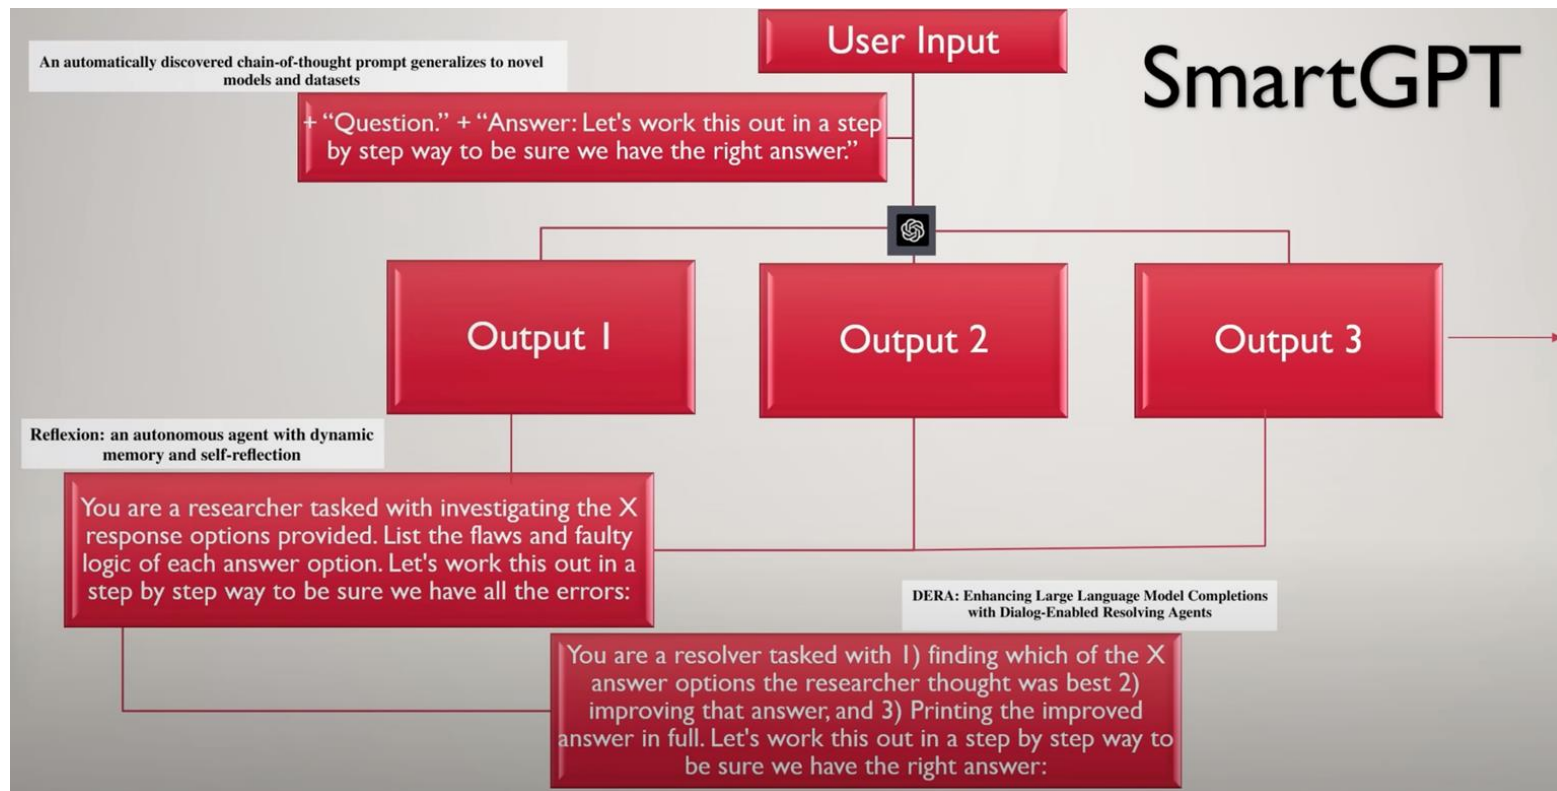 User Input
SmartGPT
An automatically discovered chain-of-thought prompt generalizes to novel
models and datasets
+ “Question.” + “Answer: Let's work this out in a step
by step way to be sure we have the right answer.”
Output 1
Output 2
Output 3
Reflexion: an autonomous agent with dynamic
memory and self-reflection
You are a researcher tasked with investigating the X
response options provided. List the flaws and faulty
logic of each answer option. Let's work this out in a
step by step way to be sure we have all the errors:
DERA: Enhancing Large Language Model Completions
with Dialog-Enabled Resolving Agents
You are a resolver tasked with 1) finding which of the X
answer options the researcher thought was best 2)
improving that answer, and 3) Printing the improved
answer in full. Let's work this out in a step by step way to
be sure we have the right answer: